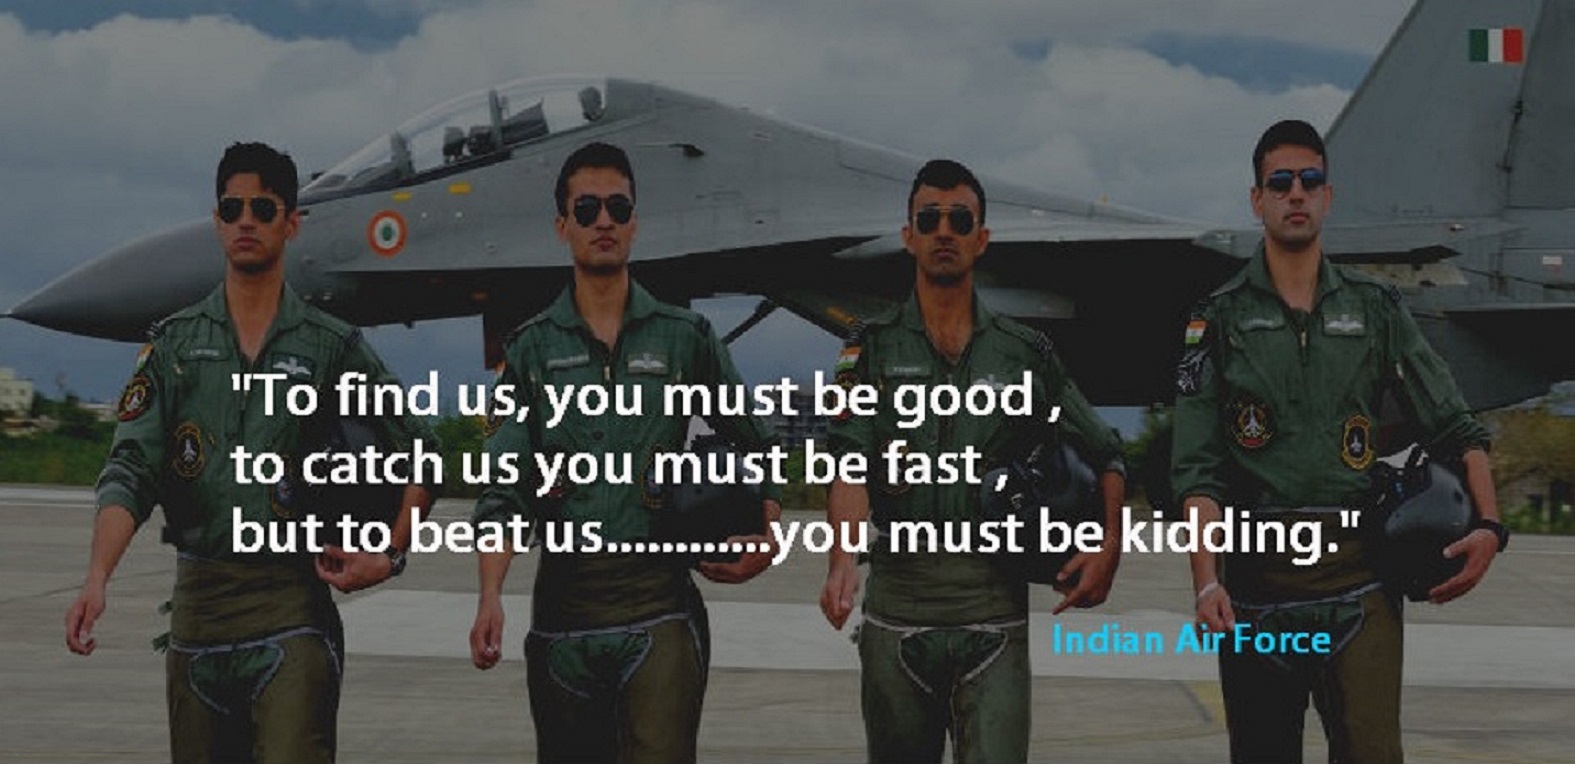 "To find us, you must be good ,
to catch us you must be fast ,
but to beat us............you must be kidding."
Indian Air Force